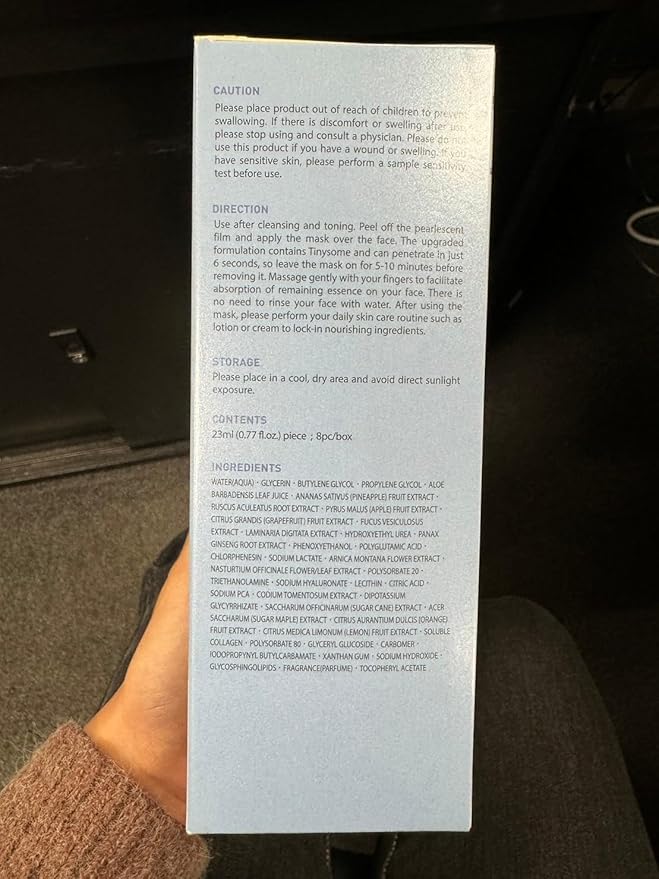 CAUTION
Please place product out of reach of children to prevent
swallowing. If there is discomfort or swelling after use,
please stop using and consult a physician. Please do not
use this product if you have a wound or swelling. If you
have sensitive skin, please perform a sample sensitivity
test before use.
DIRECTION
Use after cleansing and toning. Peel off the pearlescent
film and apply the mask over the face. The upgraded
formulation contains Tinysome and can penetrate in just
6 seconds, so leave the mask on for 5-10 minutes before
removing it. Massage gently with your fingers to facilitate
absorption of remaining essence on your face. There is
no need to rinse your face with water. After using the
mask, please perform your daily skin care routine such as
lotion or cream to lock-in nourishing ingredients.
STORAGE
Please place in a cool, dry area and avoid direct sunlight
exposure.
CONTENTS
23ml (0.77 fl.oz.) piece ; 8pc/box
INGREDIENTS
WATER(AQUA) · GLYCERIN · BUTYLENE GLYCOL · PROPYLENE GLYCOL · ALOE
BARBADENSIS LEAF JUICE · ANANAS SATIVUS (PINEAPPLE) FRUIT EXTRACT ·
RUSCUS ACULEATUS ROOT EXTRACT · PYRUS MALUS (APPLE) FRUIT EXTRACT ·
CITRUS GRANDIS (GRAPEFRUIT) FRUIT EXTRACT · FUCUS VESICULOSUS
EXTRACT · LAMINARIA DIGITATA EXTRACT · HYDROXYETHYL UREA · PANAX
GINSENG ROOT EXTRACT · PHENOXYETHANOL · POLYGLUTAMIC ACID ·
CHLORPHENESIN · SODIUM LACTATE · ARNICA MONTANA FLOWER EXTRACT ·
NASTURTIUM OFFICINALE FLOWER/LEAF EXTRACT · POLYSORBATE 20 ·
TRIETHANOLAMINE · SODIUM HYALURONATE · LECITHIN · CITRIC ACID ·
SODIUM PCA · CODIUM TOMENTOSUM EXTRACT · DIPOTASSIUM
GLYCYRRHIZATE · SACCHARUM OFFICINARUM (SUGAR CANE) EXTRACT · ACER
SACCHARUM (SUGAR MAPLE) EXTRACT · CITRUS AURANTIUM DULCIS (ORANGE)
FRUIT EXTRACT · CITRUS MEDICA LIMONUM (LEMON) FRUIT EXTRACT · SOLUBLE
COLLAGEN · POLYSORBATE 80 · GLYCERYL GLUCOSIDE · CARBOMER ·
IODOPROPYNYL BUTYLCARBAMATE · XANTHAN GUM · SODIUM HYDROXIDE ·
GLYCOSPHINGOLIPIDS · FRAGRANCE(PARFUME) · TOCOPHERYL ACETATE .